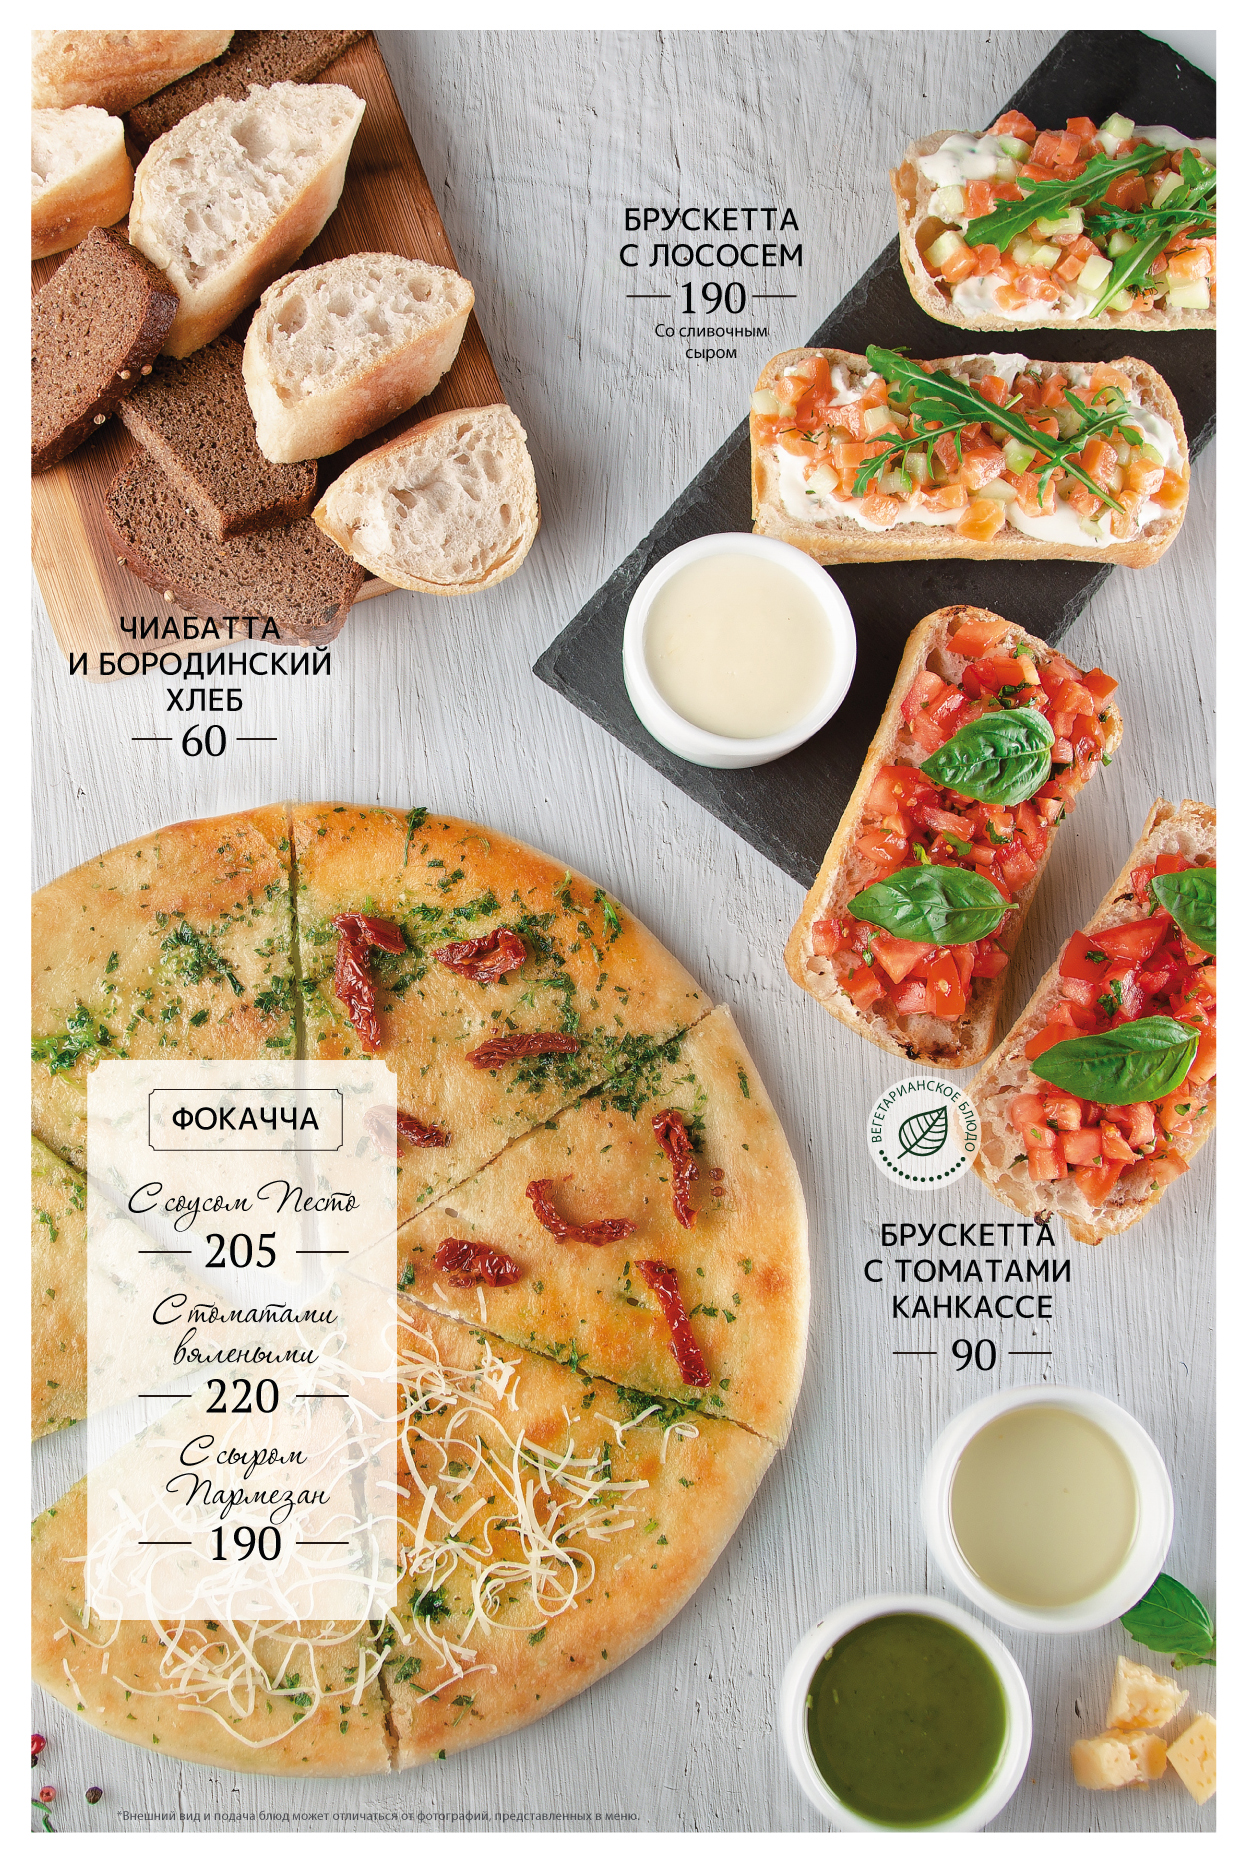 БРУСКЕТТА
С ЛОСОСЕМ
190
Со сливочным
сыром
ЧИАБАТТА
И БОРОДИНСКИЙ
ХЛЕБ
60
ФОКАЧЧА
С соусом Песто
205
С томатами
вялеными
220
С сыром
Пармезан
190
ВЕГЕТАРИАНСКОЕ БЛЮДО
БРУСКЕТТА
С ТОМАТАМИ
КАНКАССЕ
90
*Внешний вид и подача блюд может отличаться от фотографий, представленных в меню.